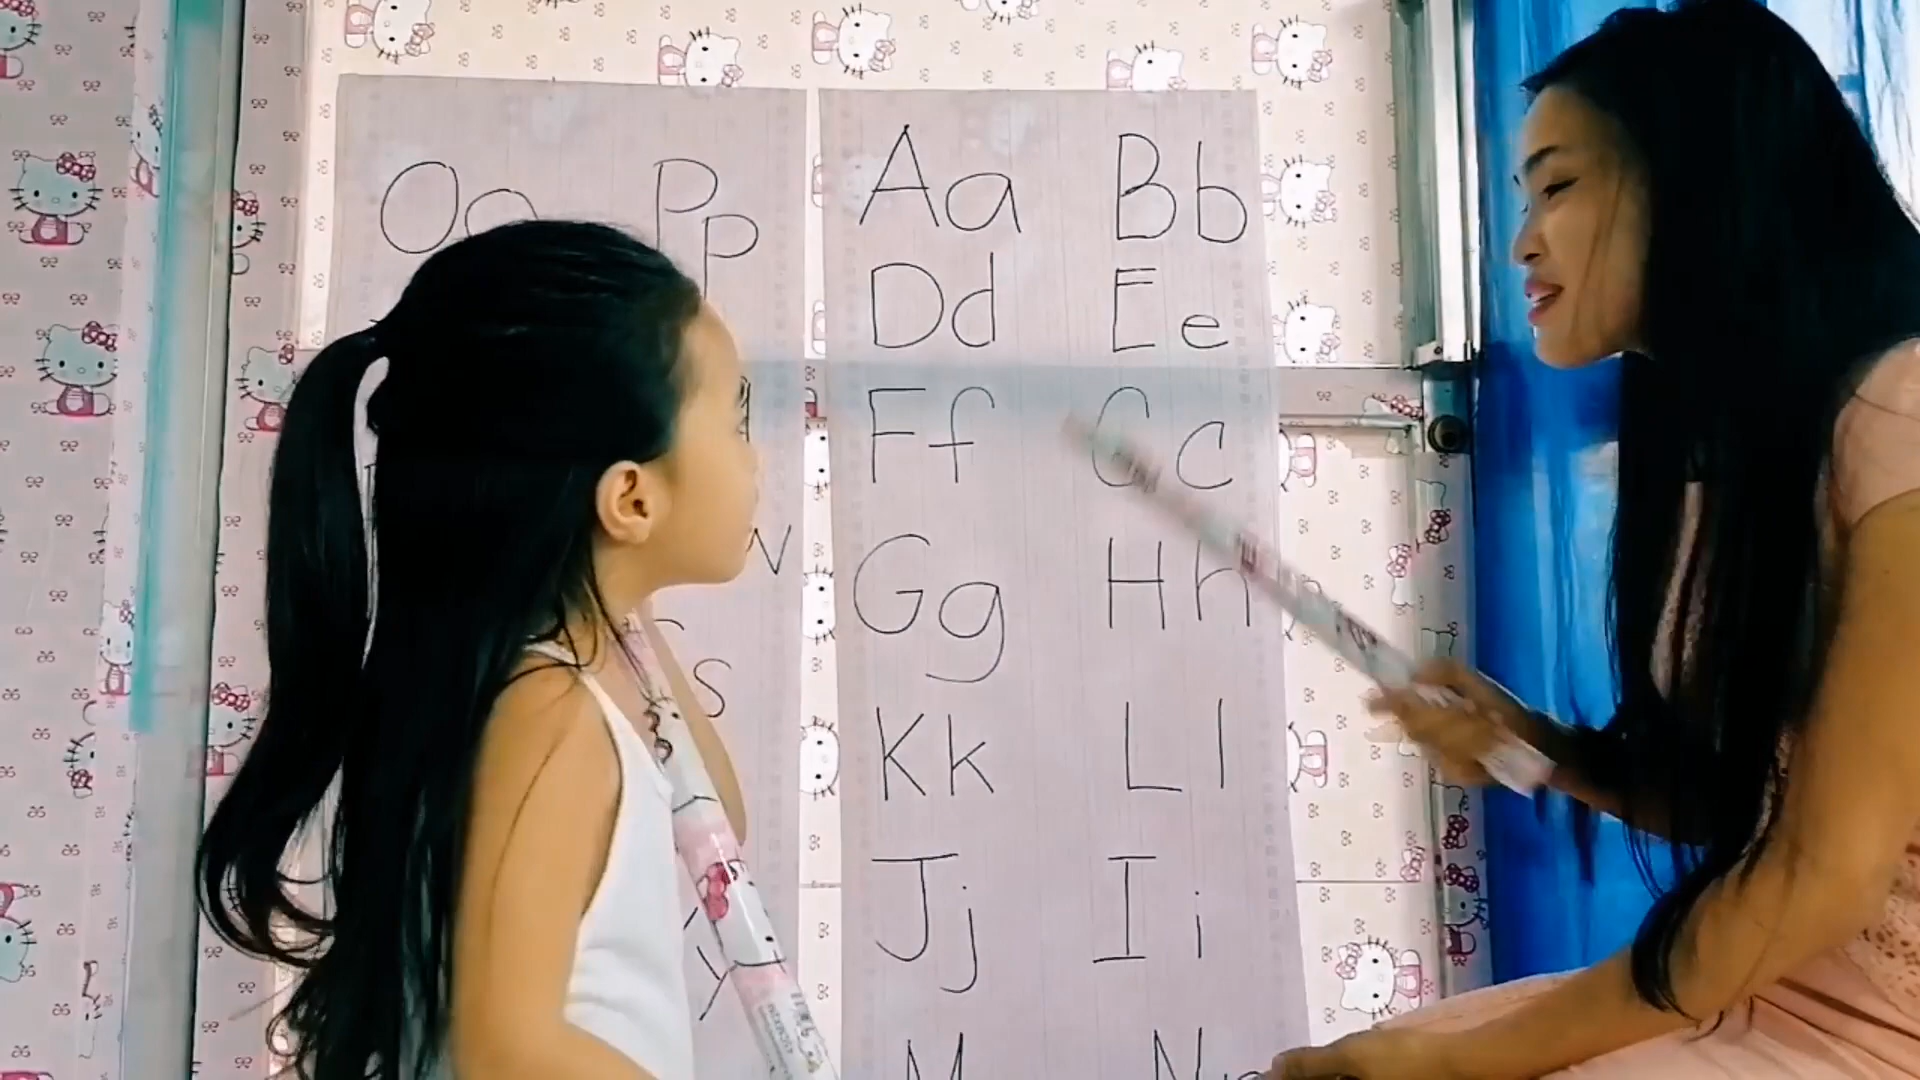 Oo Pp
Aa Bb
Dd Ee
Ff Cc
Gg Hh
Kk Ll
Jj Ii